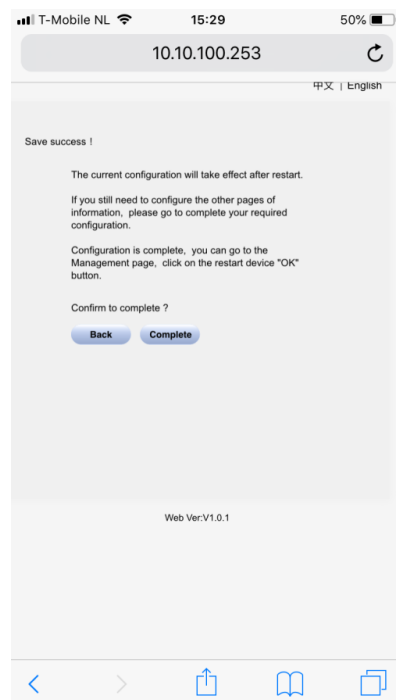 T-Mobile NL 15:29 50%
10.10.100.253
中文 | English
Save success !
The current configuration will take effect after restart.
If you still need to configure the other pages of
information, please go to complete your required
configuration.
Configuration is complete, you can go to the
Management page, click on the restart device "OK"
button.
Confirm to complete ?
Back Complete
Web Ver:V1.0.1